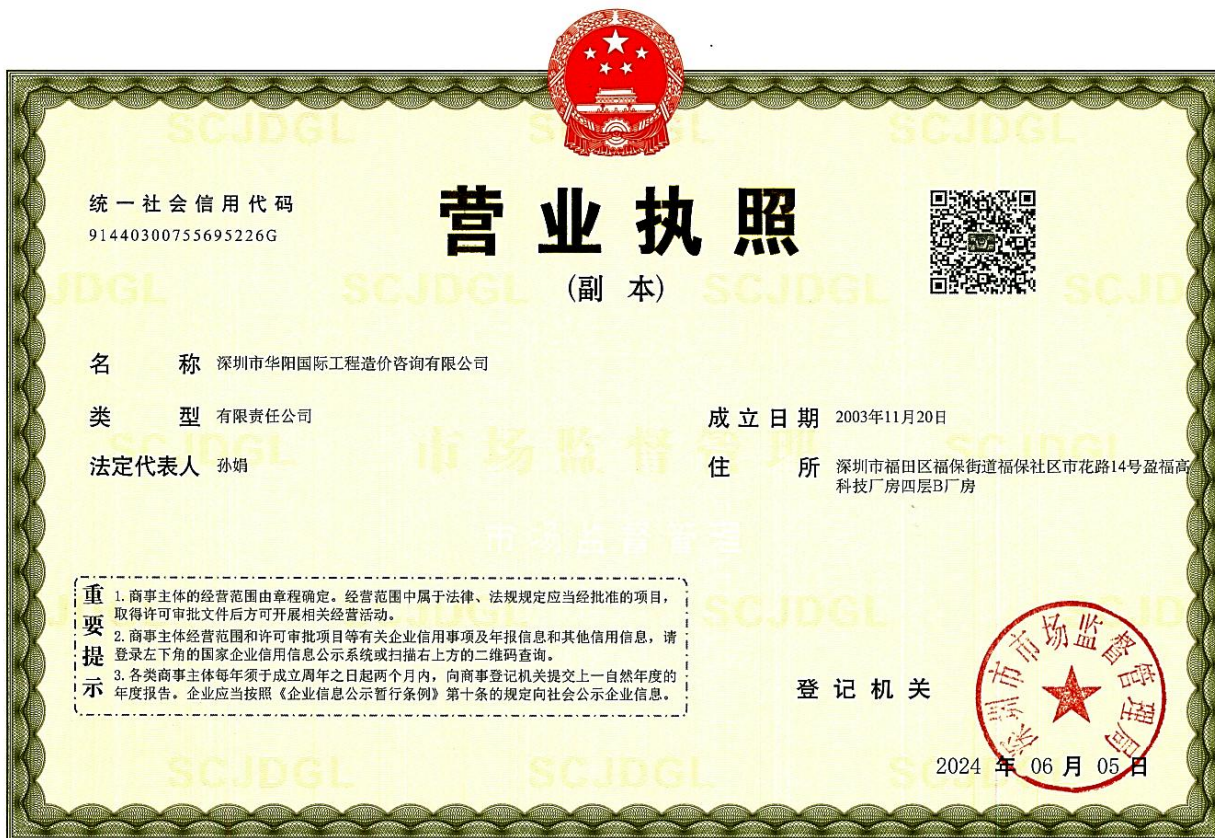 统一社会信用代码
91440300755695226G
营业执照
(副 本)
名 称 深圳市华阳国际工程造价咨询有限公司
类 型 有限责任公司
法定代表人 孙娟
成立日期 2003年11月20日
住 所 深圳市福田区福保街道福保社区市花路14号盈福高
科技厂房四层B厂房
重要提示
1. 商事主体的经营范围由章程确定。经营范围中属于法律、法规规定应当经批准的项目，
取得许可审批文件后方可开展相关经营活动。
2. 商事主体经营范围和许可审批项目等有关企业信用事项及年报信息和其他信用信息，请
登录左下角的国家企业信用信息公示系统或扫描右上方的二维码查询。
3. 各类商事主体每年须于成立周年之日起两个月内，向商事登记机关提交上一自然年度的
年度报告。企业应当按照《企业信息公示暂行条例》第十条的规定向社会公示企业信息。
登记机关
深圳市市场监督管理局
2024 年 06 月 05 日
SCJDGL
市场监督管理